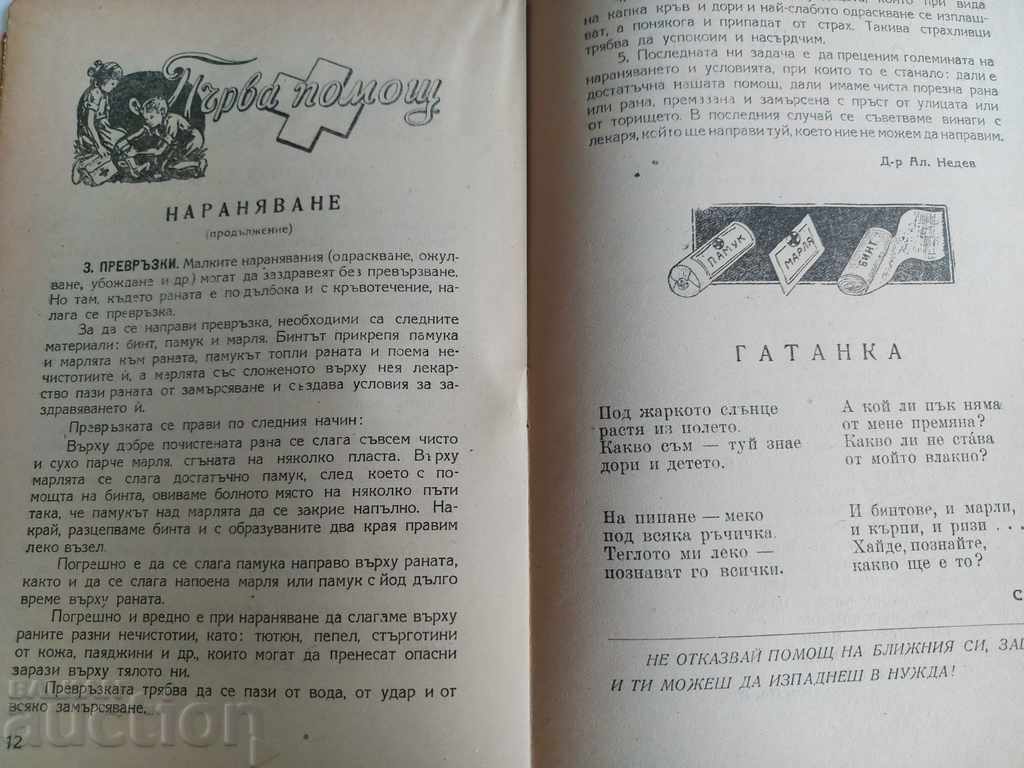 Първа помощ
НАРАНЯВАНЕ
(продължение)
3. ПРЕВРЪЗКИ. Малките наранявания (одраскване, ожул-
ване, убождане и др.) могат да заздравеят без превързване.
Но там, където раната е по дълбока и с кръвотечение, на-
лага се превръзка.
За да се направи превръзка, необходими са следните
материали: бинт, памук и марля. Бинтът прикрепя памука
и марлята към раната, памукът топли раната и поема не-
чистотиите ѝ, а марлята със сложеното върху нея лекар-
ство пази раната от замърсяване и създава условия за за-
здравяването ѝ.
Превръзката се прави по следния начин:
Върху добре почистената рана се слага съвсем чисто
и сухо парче марля, сгъната на няколко пласта. Върху
марлята се слага достатъчно памук, след което с по-
мощта на бинта, овиваме болното място на няколко пъти
така, че памукът над марлята да се закрие напълно. На-
край, разцепваме бинта и с образуваните два края правим
леко възел.
Погрешно е да се слага памука направо върху раната,
както и да се слага напоена марля или памук с йод дълго
време върху раната.
Погрешно и вредно е при нараняване да слагаме върху
раните разни нечистотии, като: тютюн, пепел, стърготини
от кожа, паяджини и др., които могат да пренесат опасни
зарази върху тялото ни.
Превръзката трябва да се пази от вода, от удар и от
всяко замърсяване.
12
които при вида
на капка кръв и дори и най-слабото одраскване се изплаш-
ват, а понякога и припадат от страх. Такива страхливци
трябва да успокоим и насърдчим.
5. Последната ни задача е да преценим големината на
нараняването и условията, при които то е станало: дали е
достатъчна нашата помощ, дали имаме чиста порезна рана
или рана, премазана и замърсена с пръст от улицата или
от торището. В последния случай се съветваме винаги с
лекаря, който ще направи туй, което ние не можем да направим.
Д-р Ал. Недев
ПАМУК
МАРЛЯ
БИНТ
ГАТАНКА
Под жаркото слънце
растя из полето.
Какво съм — туй знае
дори и детето.
На пипане — меко
под всяка ръчичка.
Теглото ми леко —
познават го всички.
А кой ли пък няма
от мене премяна?
Какво ли не става
от мойто влакно?
И бинтове, и марли,
и кърпи, и ризи . . .
Хайде, познайте,
какво ще е то?
С
НЕ ОТКАЗВАЙ ПОМОЩ НА БЛИЖНИЯ СИ, ЗАЩ
И ТИ МОЖЕШ ДА ИЗПАДНЕШ В НУЖДА!
auction